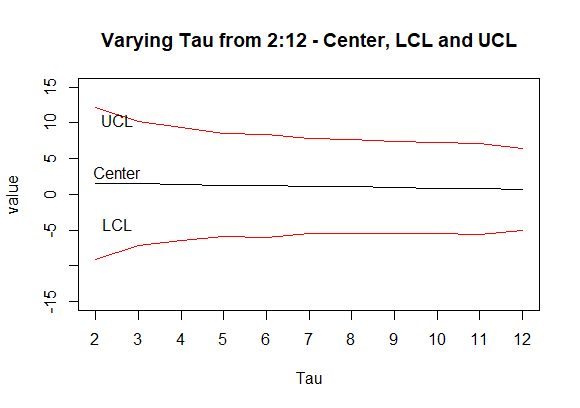 Varying Tau from 2:12 - Center, LCL and UCL
15
10
5
0
-5
-15
value
UCL
Center
LCL
2 3 4 5 6 7 8 9 10 11 12
Tau